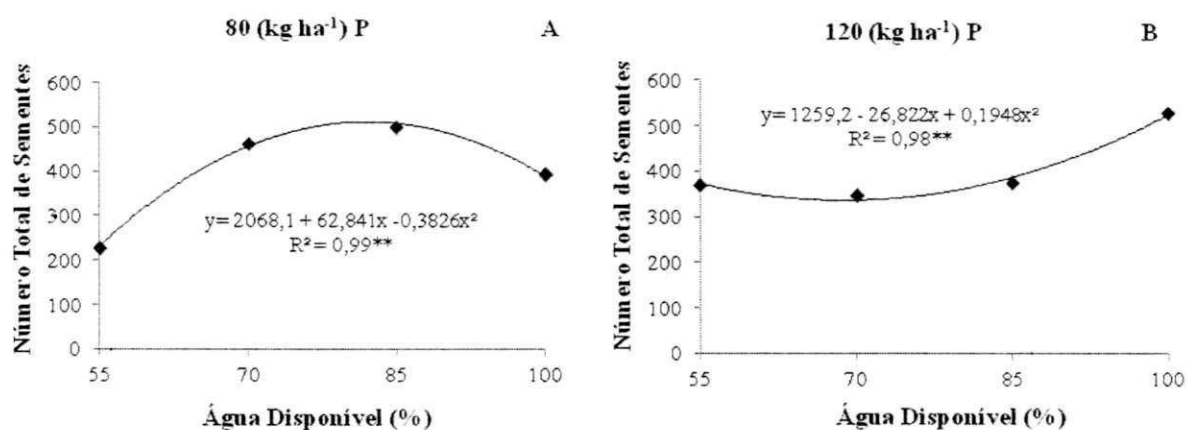 80 (kg ha⁻¹) P
A
Número Total de Sementes
600
500
400
300
200
100
0
y= 2068,1 + 62,841x -0,3826x²
R² = 0,99**
55
70
85
100
Água Disponível (%)
120 (kg ha⁻¹) P
B
Número Total de Sementes
600
500
400
300
200
100
0
y= 1259,2 - 26,822x + 0,1948x²
R² = 0,98**
55
70
85
100
Água Disponível (%)